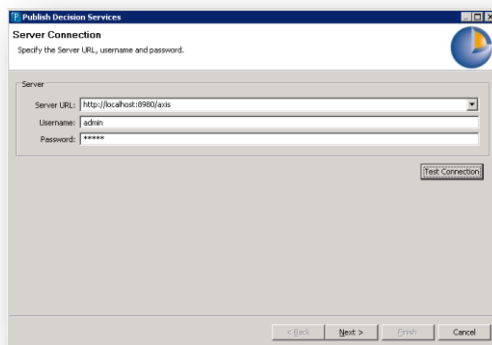 Publish Decision Services
Server Connection
Specify the Server URL, username and password.
Server
Server URL: http://localhost:8980/axis
Username: admin
Password: *****
Test Connection
< Back Next > Finish Cancel